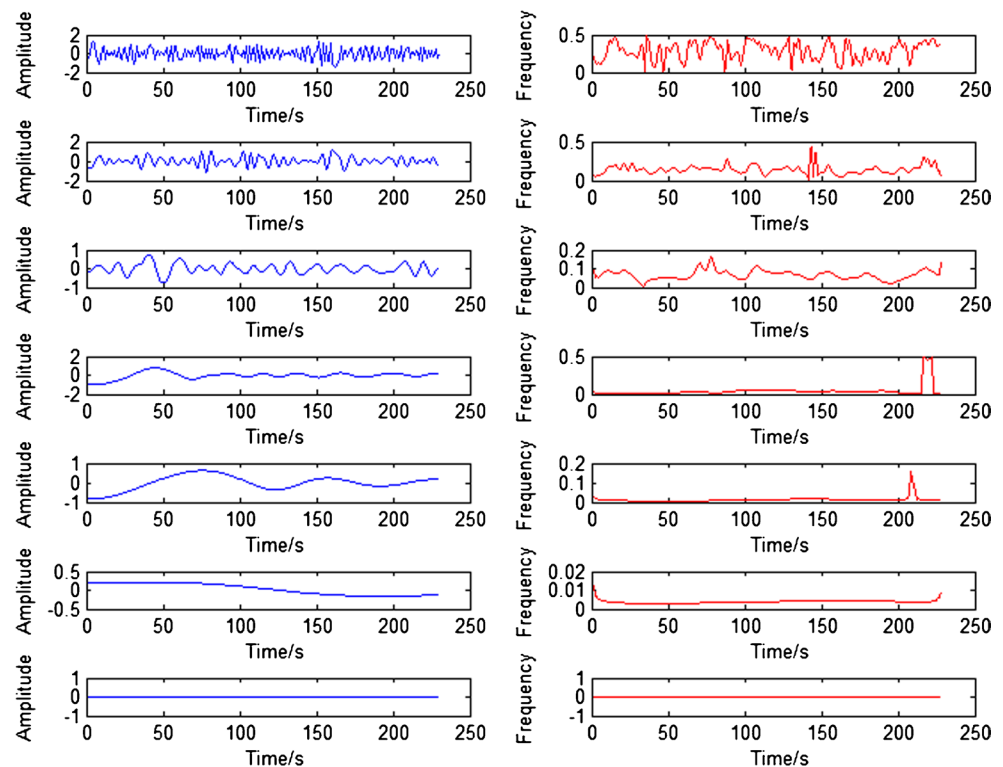 Amplitude 2 0 -2 0 50 100 150 200 250 Time/s
Frequency 0.5 0 0 50 100 150 200 250 Time/s
Amplitude 2 0 -2 0 50 100 150 200 250 Time/s
Frequency 0.5 0 0 50 100 150 200 250 Time/s
Amplitude 1 0 -1 0 50 100 150 200 250 Time/s
Frequency 0.2 0.1 0 0 50 100 150 200 250 Time/s
Amplitude 2 0 -2 0 50 100 150 200 250 Time/s
Frequency 0.5 0 0 50 100 150 200 250 Time/s
Amplitude 1 0 -1 0 50 100 150 200 250 Time/s
Frequency 0.2 0.1 0 0 50 100 150 200 250 Time/s
Amplitude 0.5 0 -0.5 0 50 100 150 200 250 Time/s
Frequency 0.02 0.01 0 0 50 100 150 200 250 Time/s
Amplitude 1 0 -1 0 50 100 150 200 250 Time/s
Frequency 1 0 -1 0 50 100 150 200 250 Time/s